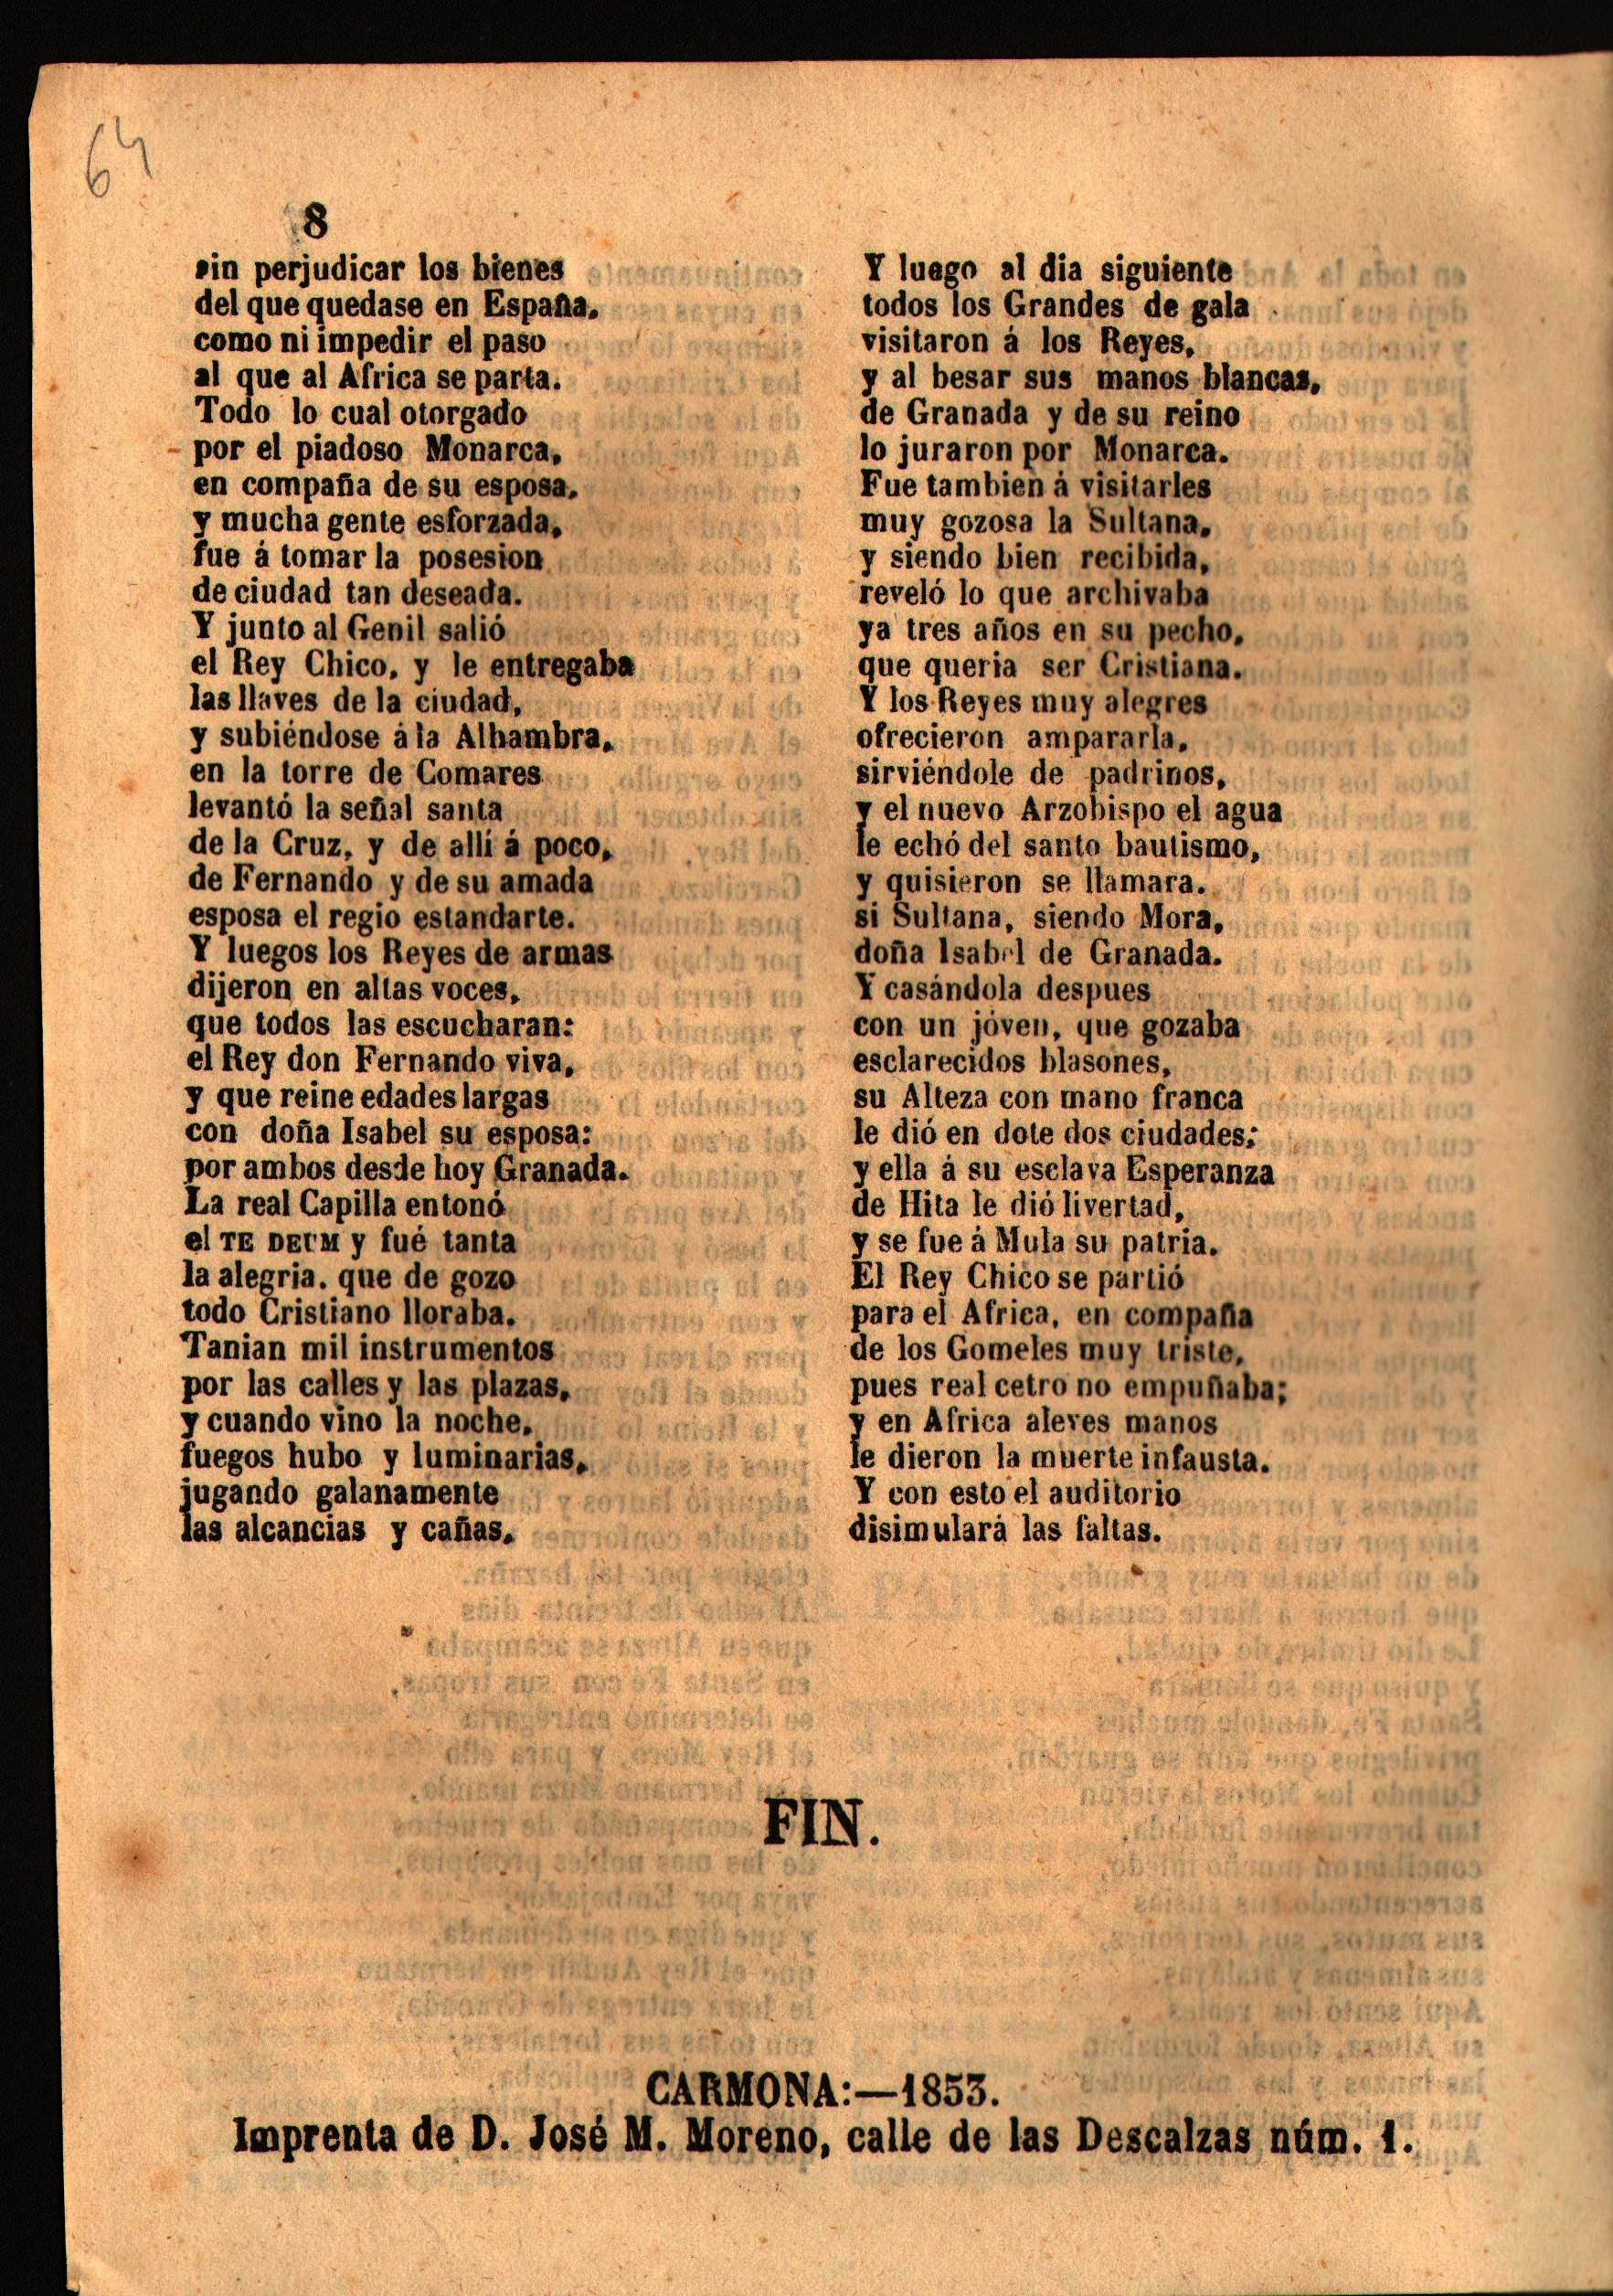 64
8
sin perjudicar los bienes
del que quedase en España,
como ni impedir el paso
al que al Africa se parta.
Todo lo cual otorgado
por el piadoso Monarca,
en compaña de su esposa,
y mucha gente esforzada,
fue á tomar la posesion
de ciudad tan deseada.
Y junto al Genil salió
el Rey Chico, y le entregaba
las llaves de la ciudad,
y subiéndose á la Alhambra,
en la torre de Comares
levantó la señal santa
de la Cruz, y de allí á poco,
de Fernando y de su amada
esposa el regio estandarte.
Y luegos los Reyes de armas
dijeron en altas voces,
que todos las escucharan:
el Rey don Fernando viva,
y que reine edades largas
con doña Isabel su esposa:
por ambos desde hoy Granada.
La real Capilla entonó
el TE DEUM y fué tanta
la alegria, que de gozo
todo Cristiano lloraba.
Tanian mil instrumentos
por las calles y las plazas,
y cuando vino la noche,
fuegos hubo y luminarias,
jugando galanamente
las alcancias y cañas.
Y luego al dia siguiente
todos los Grandes de gala
visitaron á los Reyes,
y al besar sus manos blancas,
de Granada y de su reino
lo juraron por Monarca.
Fue tambien á visitarles
muy gozosa la Sultana,
y siendo bien recibida,
reveló lo que archivaba
ya tres años en su pecho,
que queria ser Cristiana.
Y los Reyes muy alegres
ofrecieron ampararla,
sirviéndole de padrinos,
y el nuevo Arzobispo el agua
le echó del santo bautismo,
y quisieron se llamara.
si Sultana, siendo Mora,
doña Isabel de Granada.
Y casándola despues
con un jóven, que gozaba
esclarecidos blasones,
su Alteza con mano franca
le dió en dote dos ciudades;
y ella á su esclava Esperanza
de Hita le dió livertad,
y se fue á Mula su patria.
El Rey Chico se partió
para el Africa, en compaña
de los Gomeles muy triste,
pues real cetro no empuñaba;
y en Africa aleves manos
le dieron la muerte infausta.
Y con esto el auditorio
disimulará las faltas.
FIN.
CARMONA:—1853.
Imprenta de D. José M. Moreno, calle de las Descalzas núm. 1.